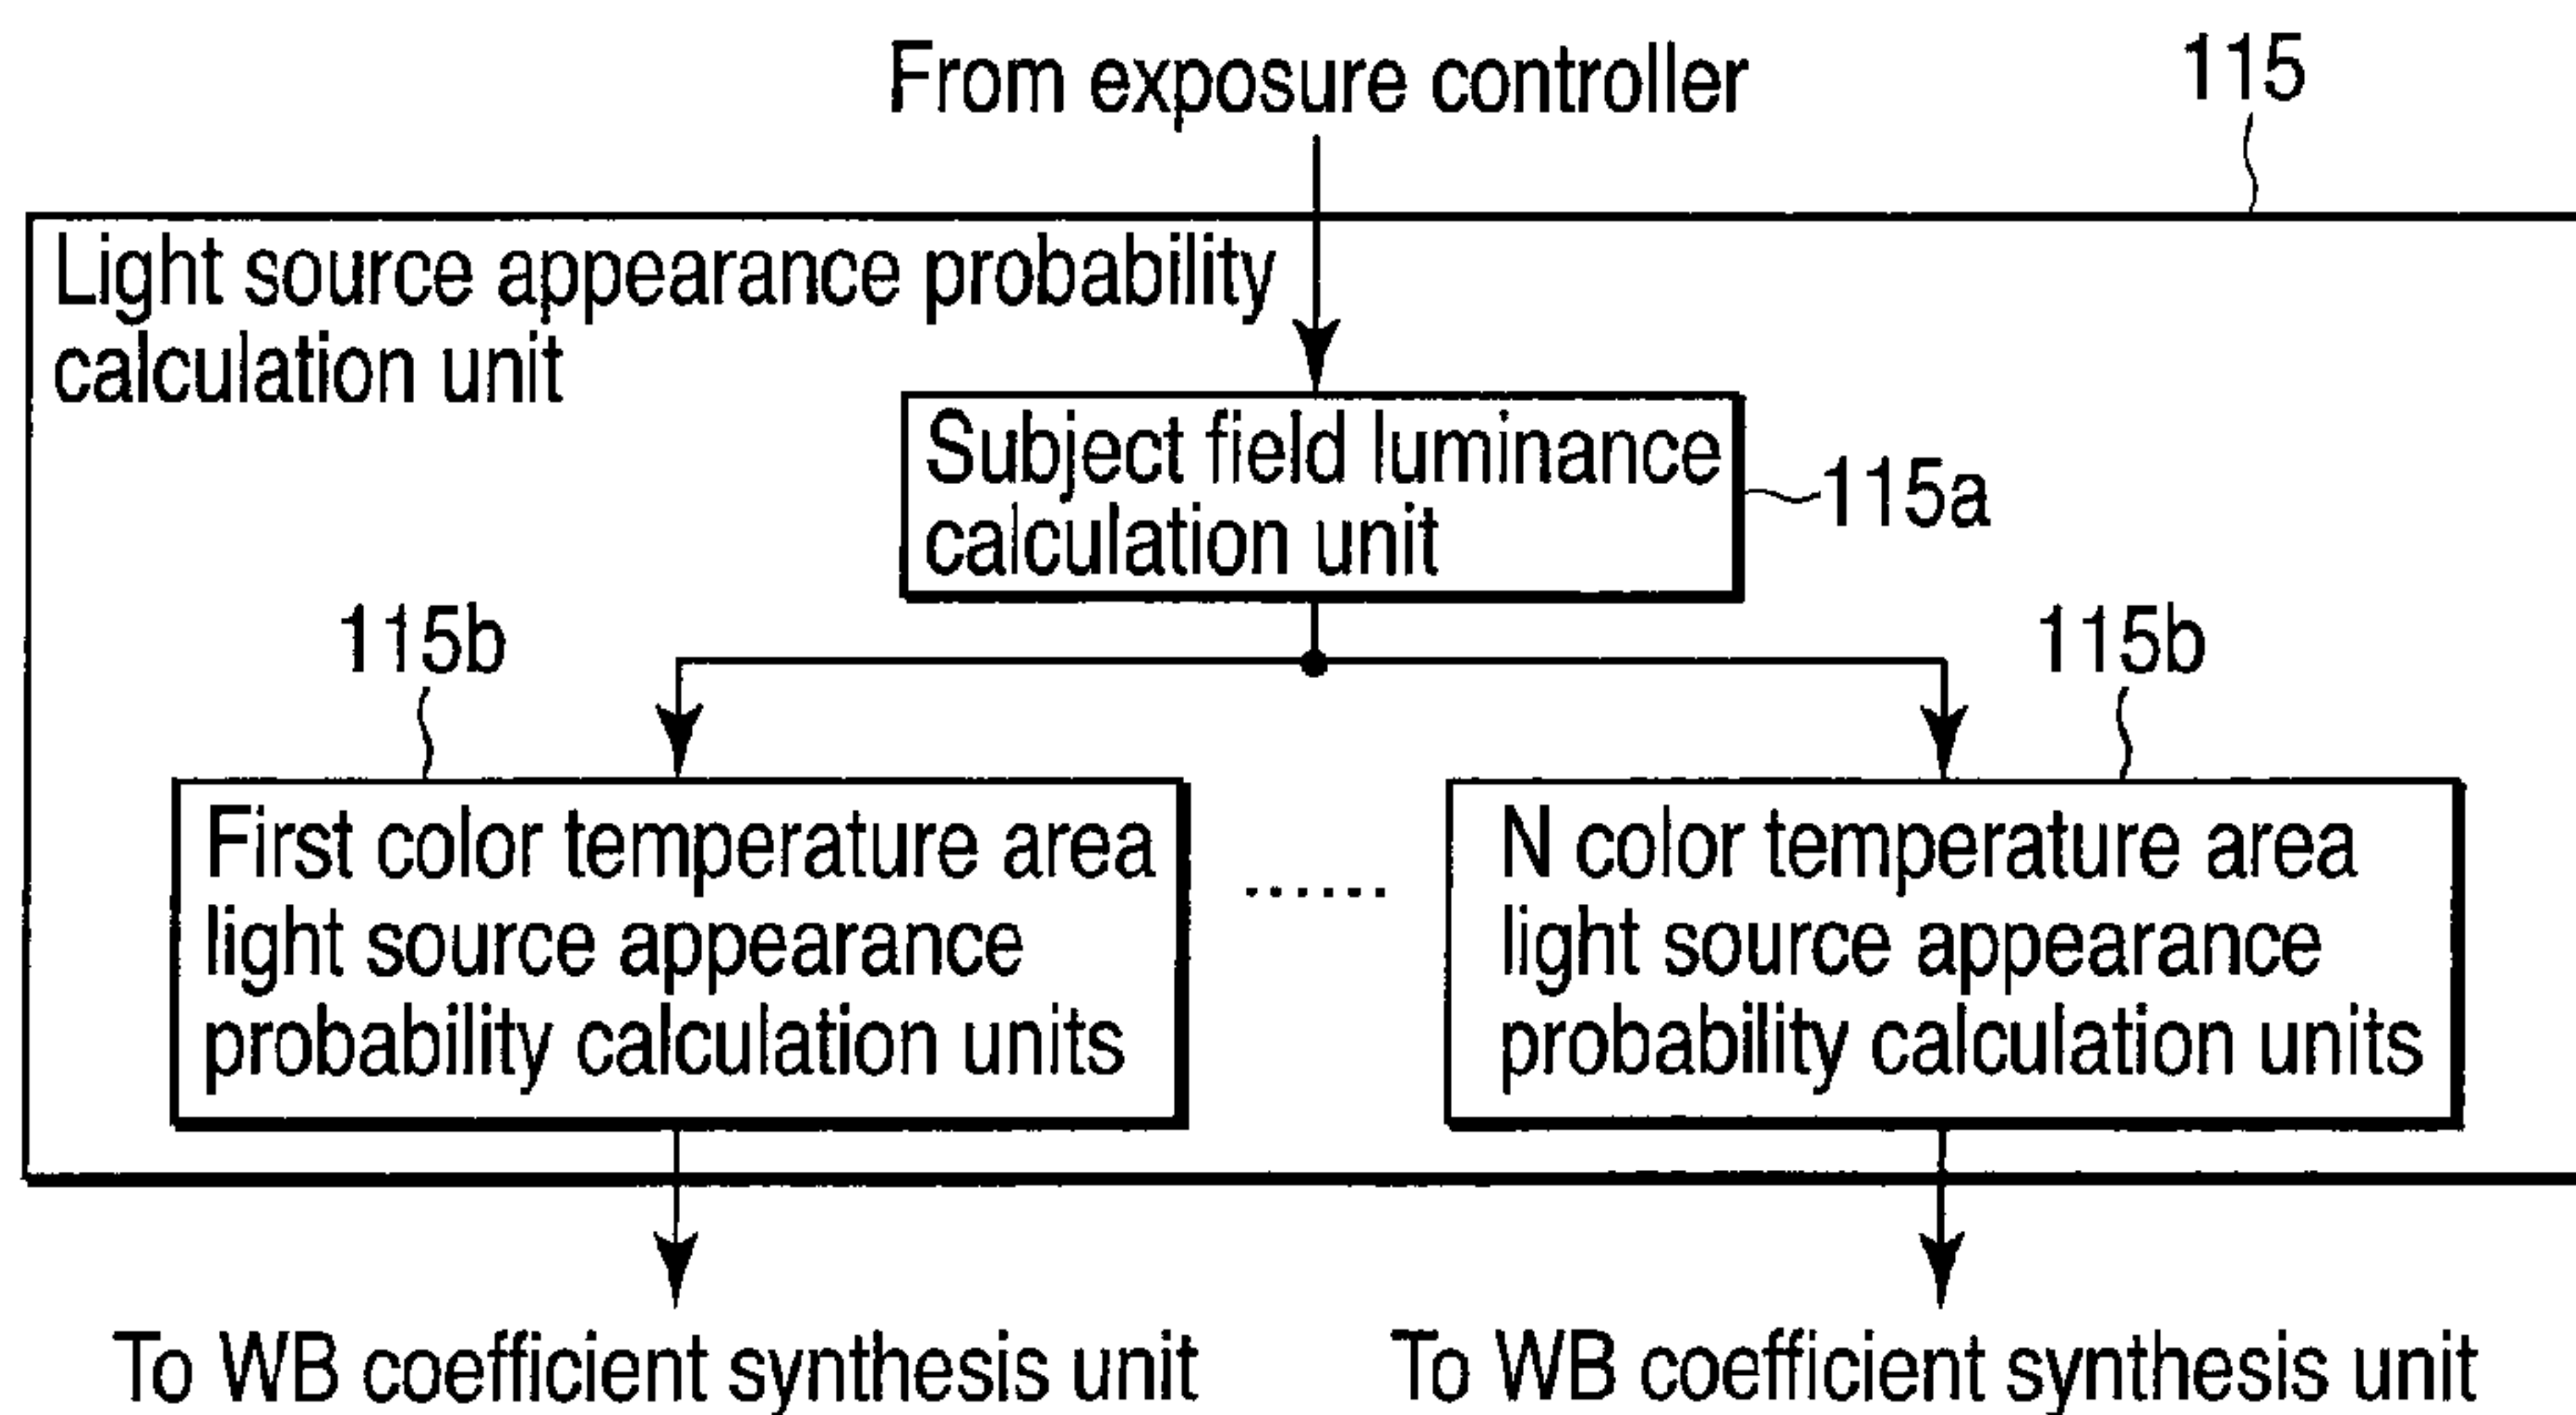 From exposure controller
115
Light source appearance probability
calculation unit
Subject field luminance
calculation unit
115a
115b
115b
First color temperature area
light source appearance
probability calculation units
......
N color temperature area
light source appearance
probability calculation units
To WB coefficient synthesis unit
To WB coefficient synthesis unit